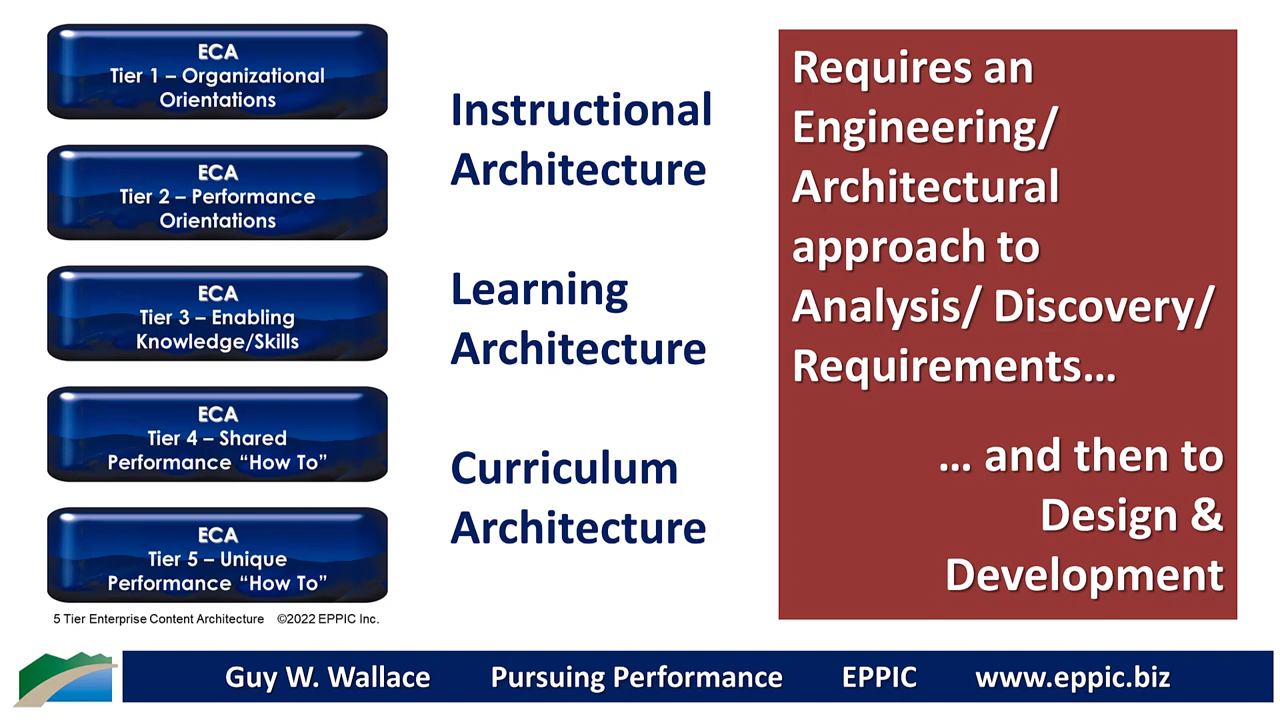 ECA
Tier 1 – Organizational
Orientations
ECA
Tier 2 – Performance
Orientations
ECA
Tier 3 – Enabling
Knowledge/Skills
ECA
Tier 4 – Shared
Performance “How To”
ECA
Tier 5 – Unique
Performance “How To”
5 Tier Enterprise Content Architecture ©2022 EPPIC Inc.
Instructional
Architecture
Learning
Architecture
Curriculum
Architecture
Requires an
Engineering/
Architectural
approach to
Analysis/ Discovery/
Requirements…
… and then to
Design &
Development
Guy W. Wallace Pursuing Performance EPPIC www.eppic.biz